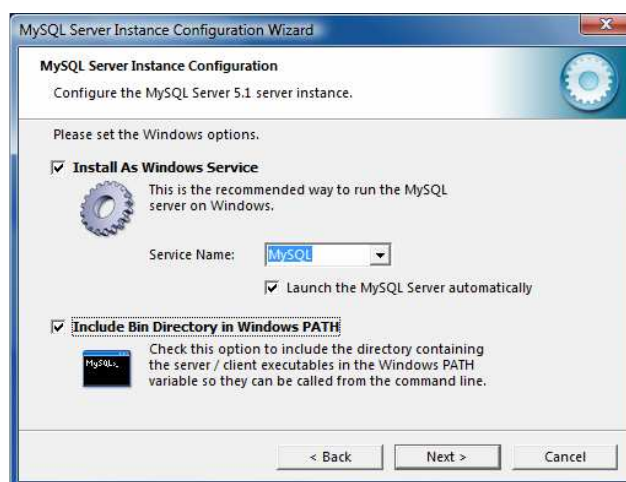 MySQL Server Instance Configuration Wizard
MySQL Server Instance Configuration
Configure the MySQL Server 5.1 server instance.
Please set the Windows options.
Install As Windows Service
This is the recommended way to run the MySQL
server on Windows.
Service Name:
MySQL
Launch the MySQL Server automatically
Include Bin Directory in Windows PATH
MySQL>_
Check this option to include the directory containing
the server / client executables in the Windows PATH
variable so they can be called from the command line.
< Back
Next >
Cancel